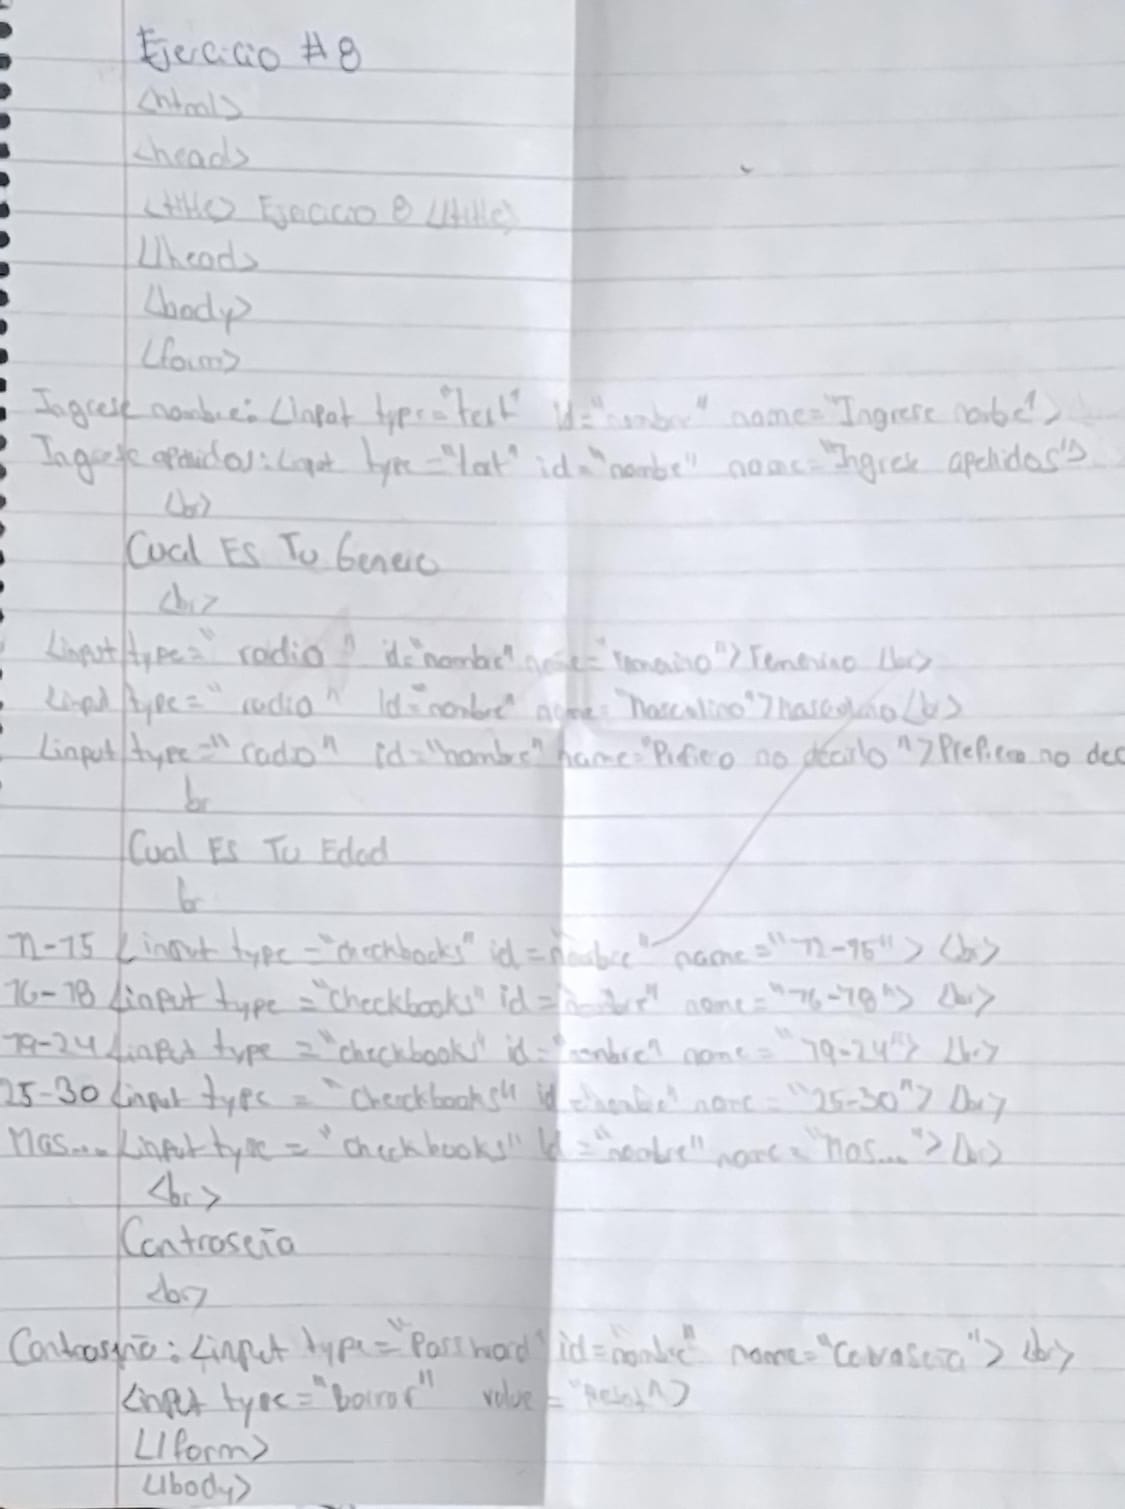 Ejercicio #8
<html>
<head>
<title> Ejercicio 8 </title>
</head>
<body>
<form>
Ingrese nombre: <input type="text" id="nombre" name="Ingrese nombe">
Ingrese apellidos: <input type="text" id="nombe" name="Ingrese apellidos">
<br>
Cual Es Tu Genero
<br>
<input type="radio" id="nombre" name="Femenino">Femenino <br>
<input type="radio" id="nombre" name="Masculino">Masculino <br>
<input type="radio" id="nombre" name="Prefiero no decirlo">Prefiero no dec
br
Cual Es Tu Edad
br
12-15 <input type="checkbooks" id="nombre" name="12-15"> <br>
16-18 <input type="checkbooks" id="nombre" name="16-18"> <br>
19-24 <input type="checkbooks" id="nombre" name="19-24"> <br>
25-30 <input type="checkbooks" id="nombre" name="25-30"> <br>
Mas... <input type="checkbooks" id="nombre" name="Mas..."> <br>
<br>
Contraseña
<br>
Contraseña: <input type="Password" id="nombre" name="Contraseña"> <br>
<input type="borrar" value="Reset">
</form>
</body>